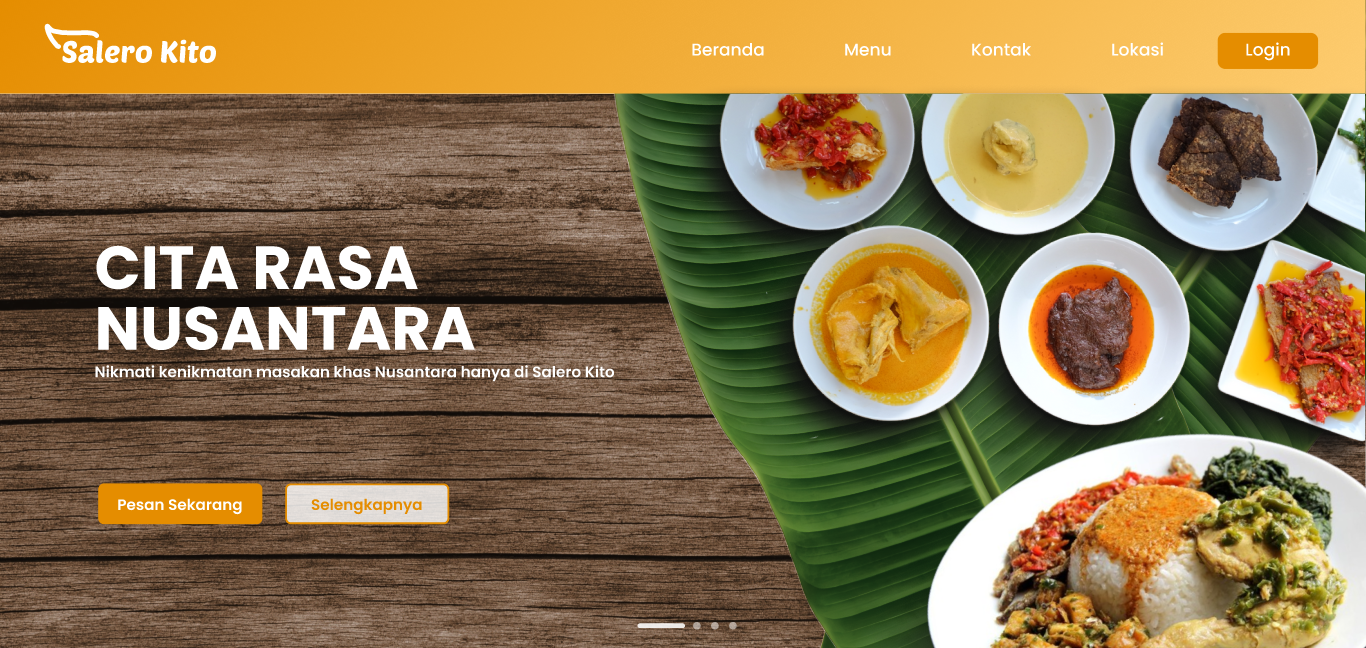 Salero Kito
Beranda
Menu
Kontak
Lokasi
Login
CITA RASA
NUSANTARA
Nikmati kenikmatan masakan khas Nusantara hanya di Salero Kito
Pesan Sekarang
Selengkapnya